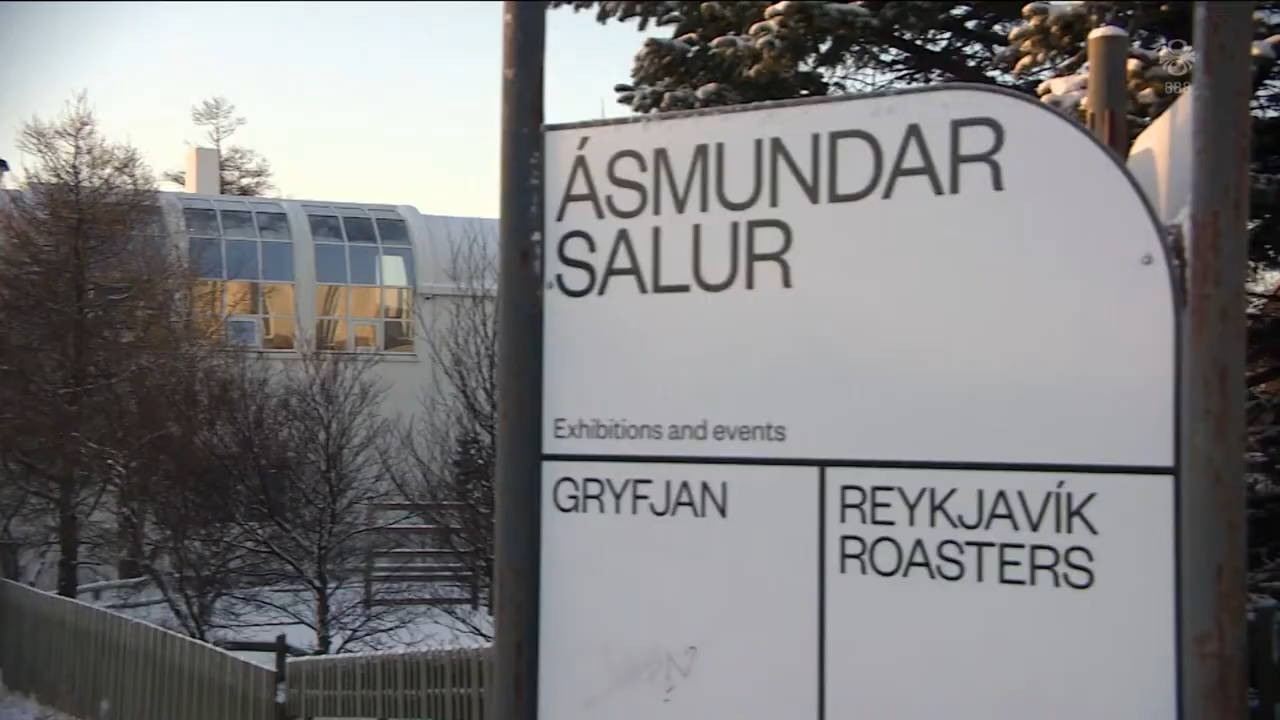 ÁSMUNDAR
SALUR
Exhibitions and events
GRYFJAN
REYKJAVÍK
ROASTERS